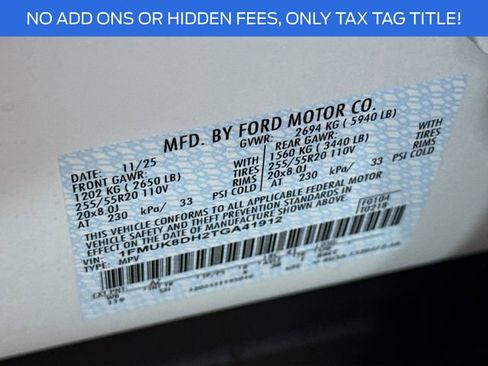 NO ADD ONS OR HIDDEN FEES, ONLY TAX TAG TITLE!
MFD. BY FORD MOTOR CO.
DATE: 11/25 GVWR: 2694 KG ( 5940 LB)
FRONT GAWR: REAR GAWR:
1202 KG ( 2650 LB) WITH 1560 KG ( 3440 LB) WITH
255/55R20 110V TIRES 255/55R20 110V TIRES
20x8.0J RIMS 20x8.0J RIMS
AT 230 kPa/ 33 PSI COLD AT 230 kPa/ 33 PSI COLD
THIS VEHICLE CONFORMS TO ALL APPLICABLE FEDERAL MOTOR
VEHICLE SAFETY AND THEFT PREVENTION STANDARDS IN
EFFECT ON THE DATE OF MANUFACTURE SHOWN ABOVE.
VIN: 1FMUK8DH2TGA41912 F0104
TYPE: MPV
EXT PNT: